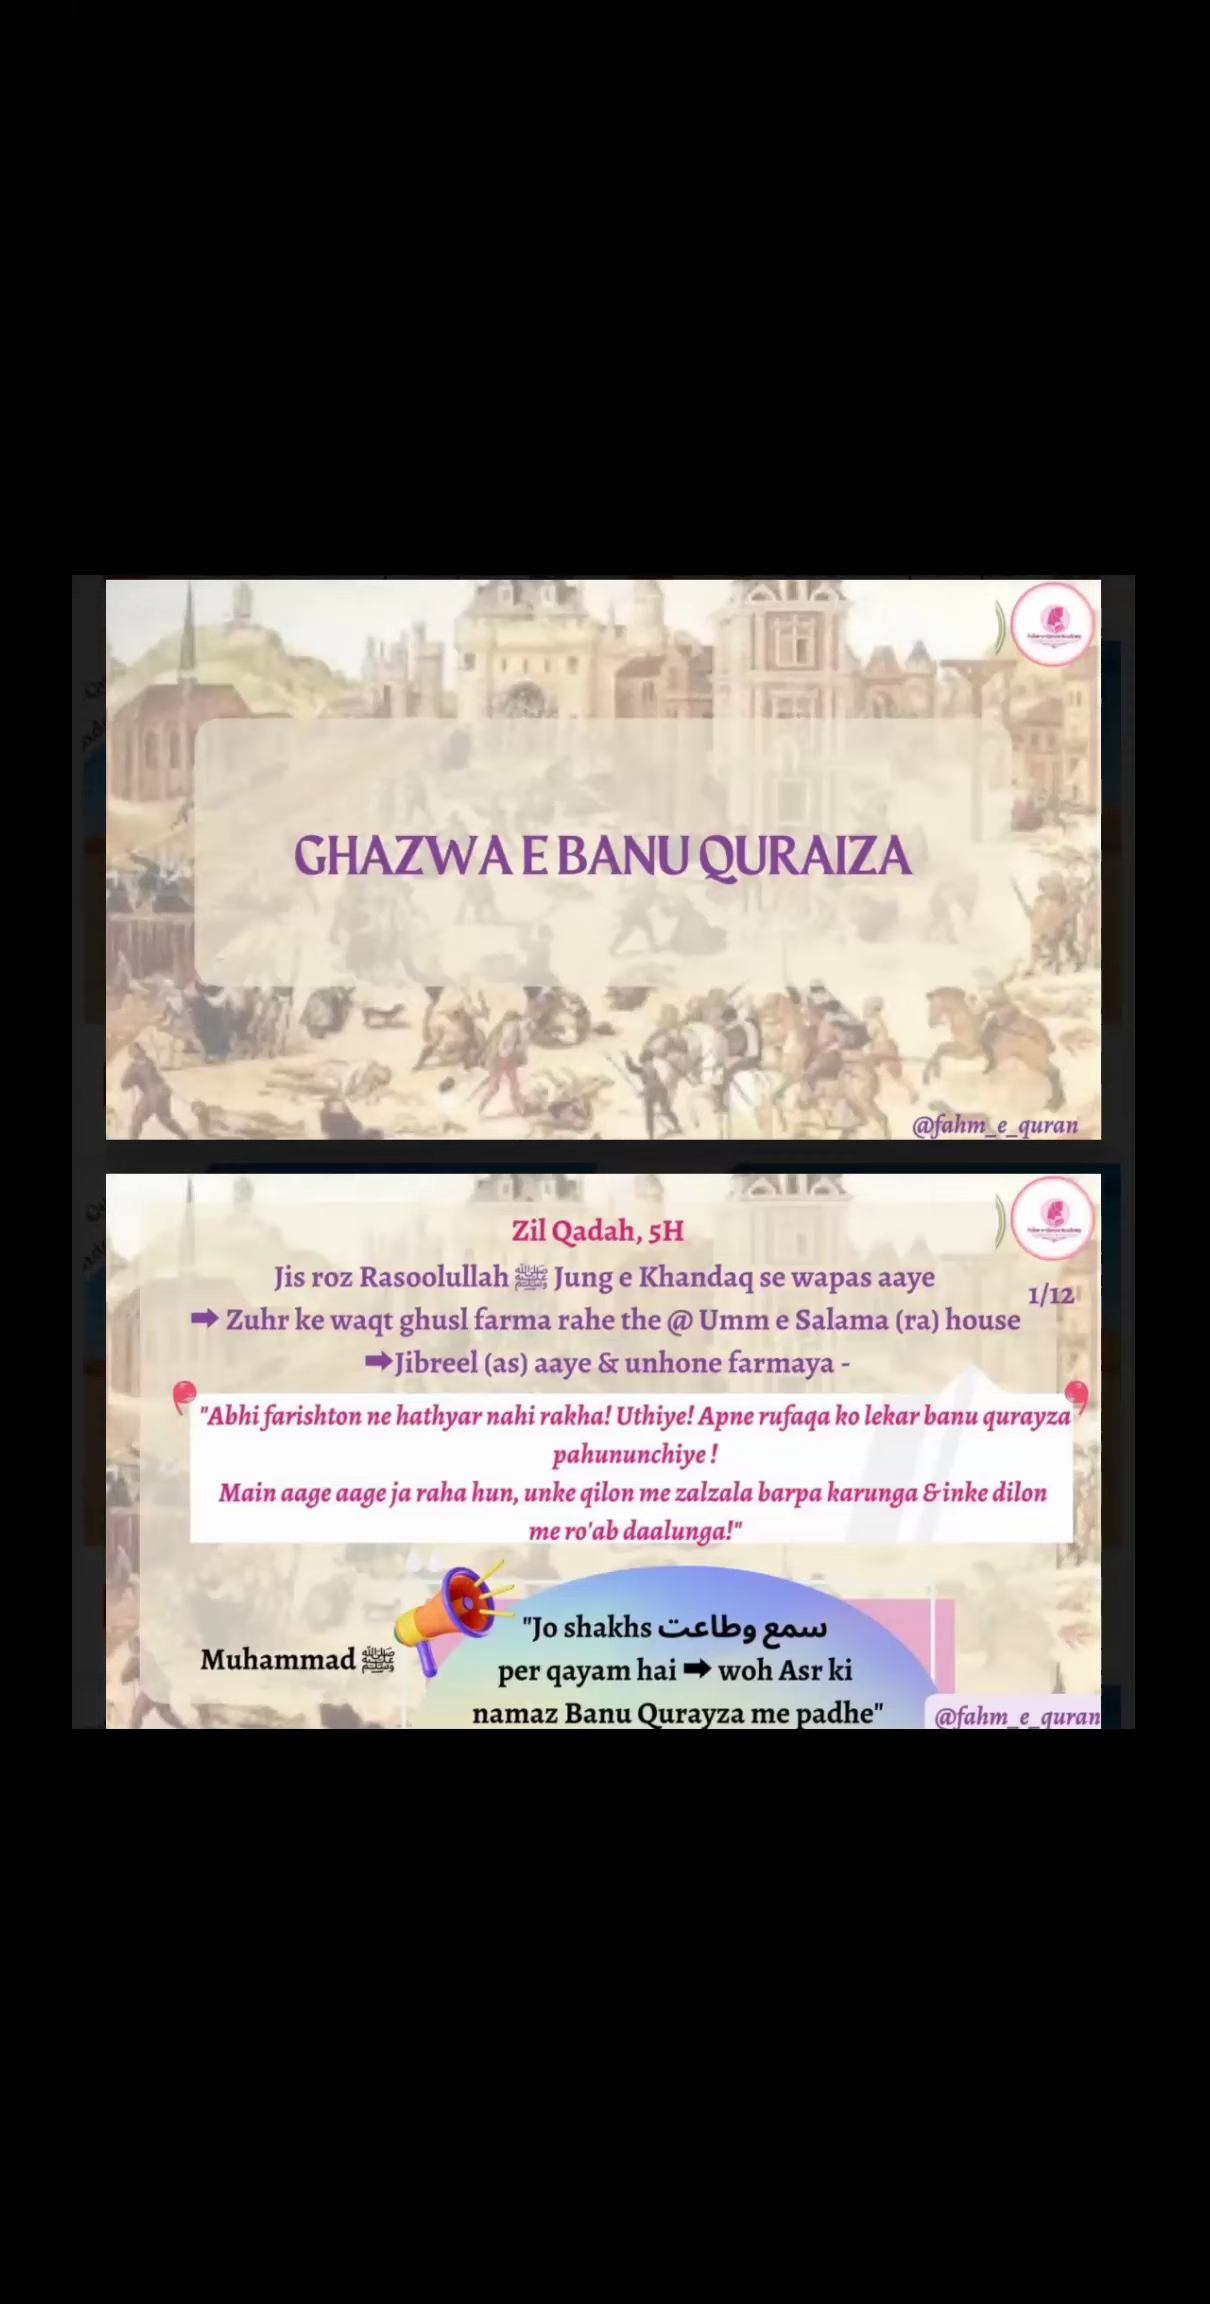 GHAZWA E BANU QURAIZA
@fahm_e_quran
Zil Qadah, 5H
Jis roz Rasoolullah ﷺ Jung e Khandaq se wapas aaye
1/12
➡ Zuhr ke waqt ghusl farma rahe the @ Umm e Salama (ra) house
➡Jibreel (as) aaye & unhone farmaya -
"Abhi farishton ne hathyar nahi rakha! Uthiye! Apne rufaqa ko lekar banu qurayza
pahununchiye !
Main aage aage ja raha hun, unke qilon me zalzala barpa karunga & inke dilon
me ro'ab daalunga!"
Muhammad ﷺ
"Jo shakhs سمع وطاعت
per qayam hai ➡ woh Asr ki
namaz Banu Qurayza me padhe"
@fahm_e_quran